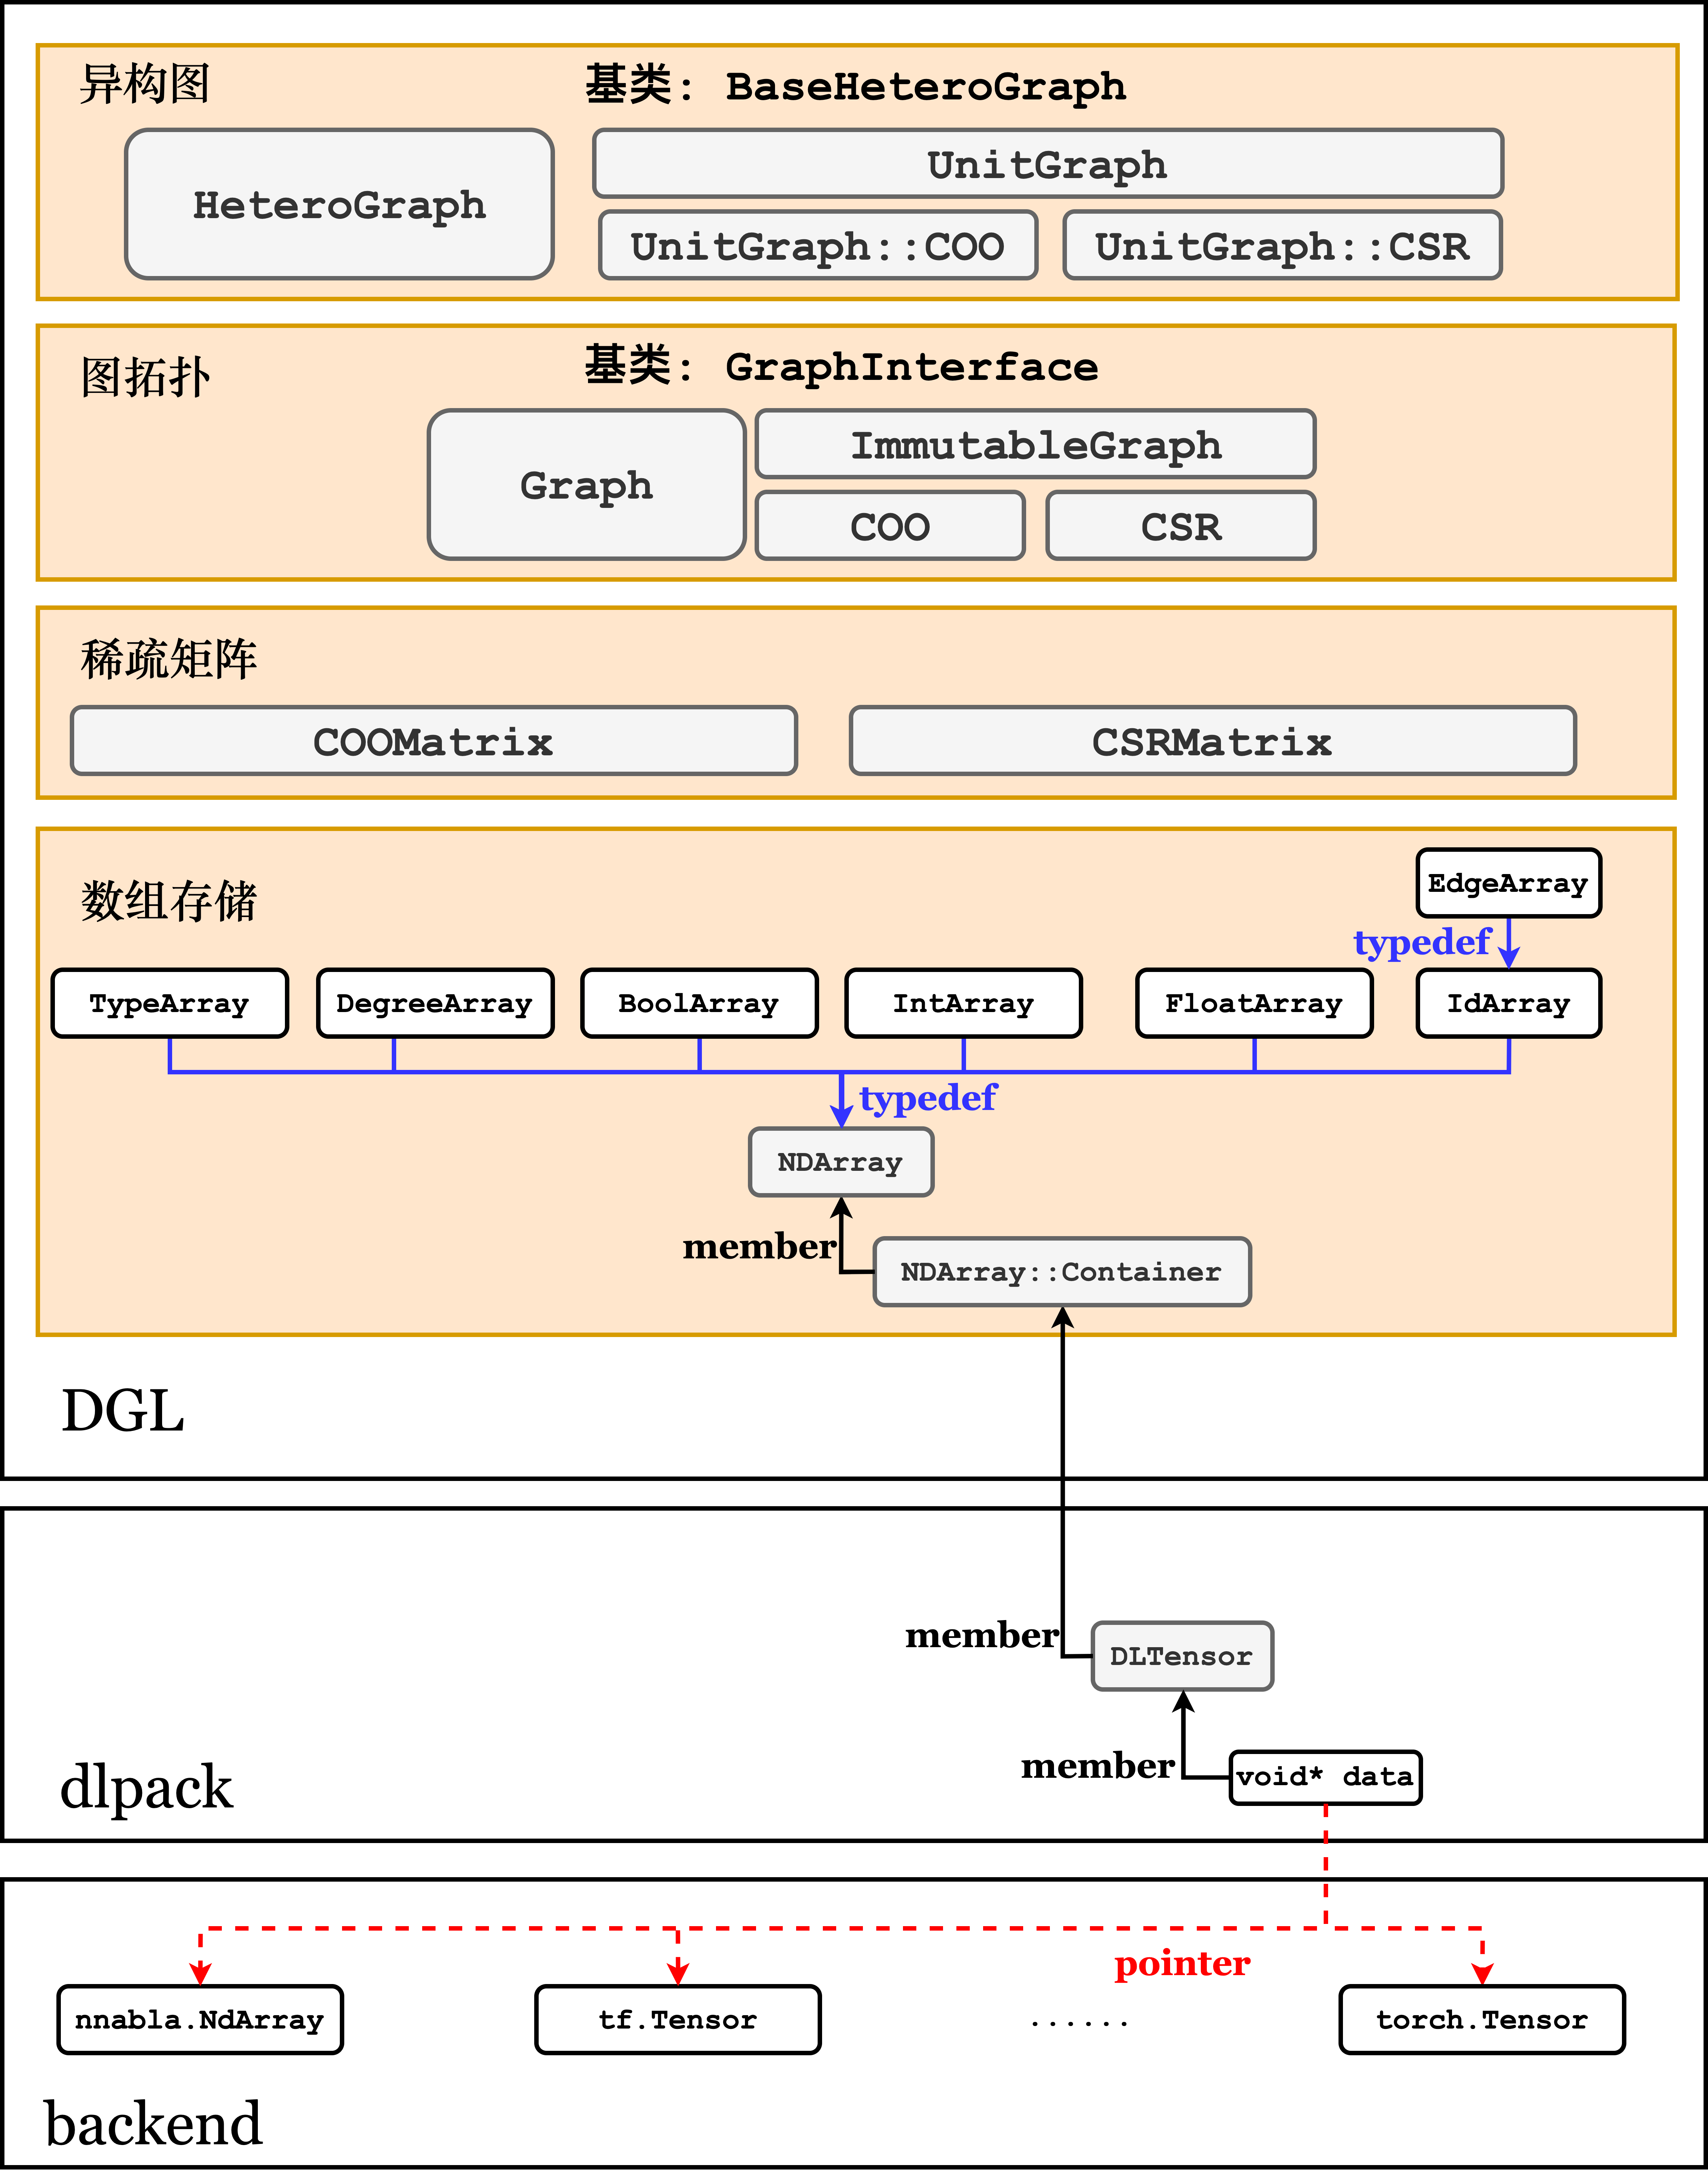 异构图
基类: BaseHeteroGraph
HeteroGraph
UnitGraph
UnitGraph::COO
UnitGraph::CSR
图拓扑
基类: GraphInterface
Graph
ImmutableGraph
COO
CSR
稀疏矩阵
COOMatrix
CSRMatrix
数组存储
EdgeArray
typedef
TypeArray
DegreeArray
BoolArray
IntArray
FloatArray
IdArray
typedef
NDArray
member
NDArray::Container
DGL
member
DLTensor
member
void* data
dlpack
pointer
nnabla.NdArray
tf.Tensor
......
torch.Tensor
backend